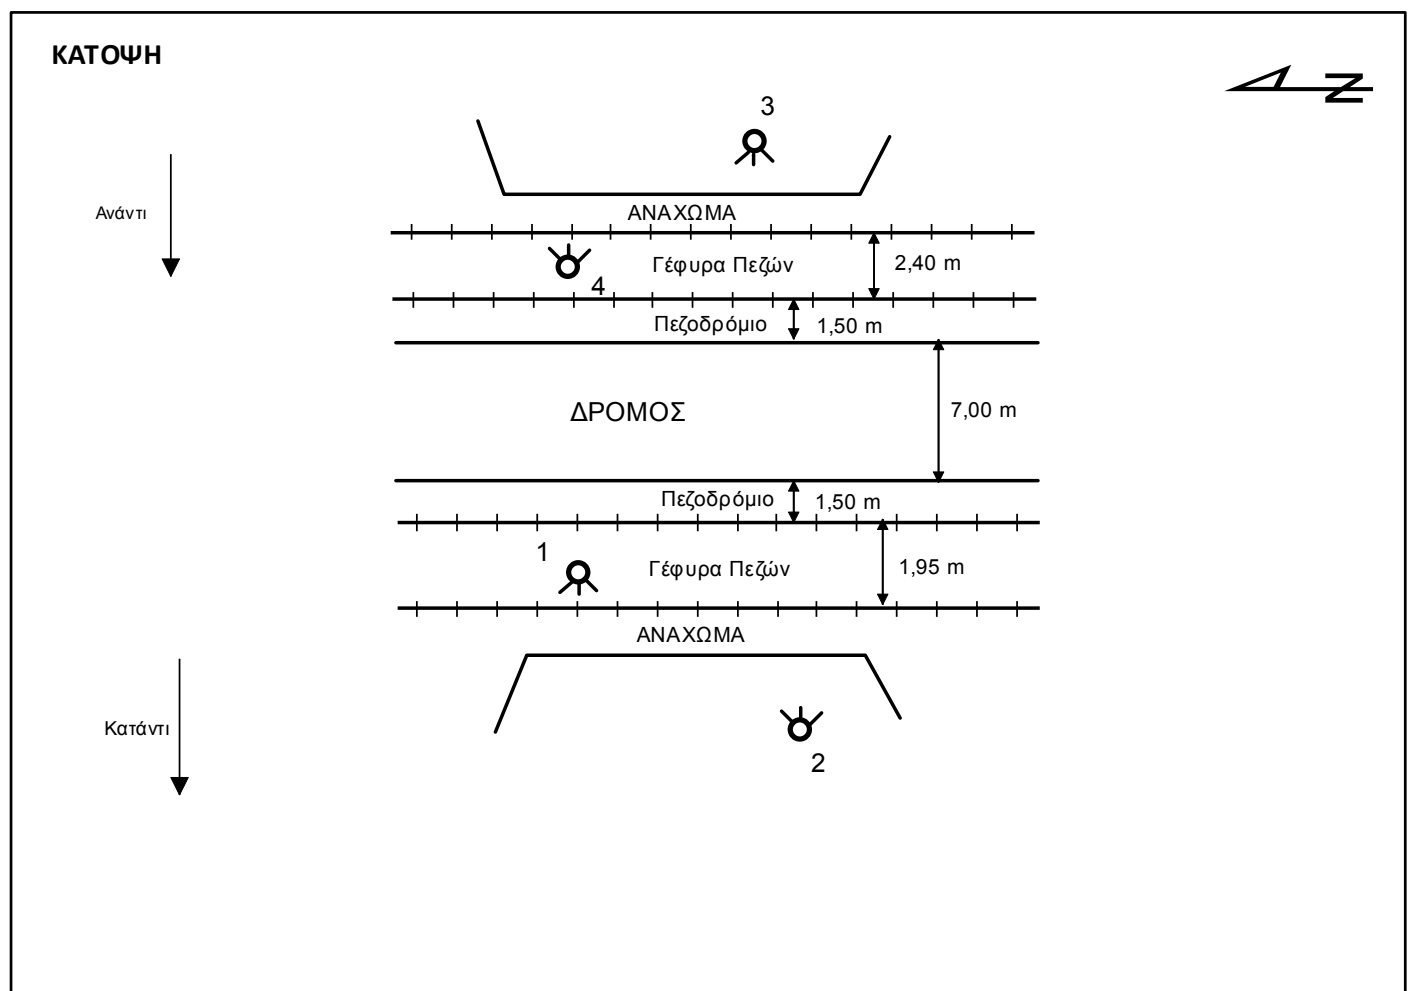 ΚΑΤΟΨΗ
N
3
Ανάντι
ΑΝΑΧΩΜΑ
Γέφυρα Πεζών
2,40 m
4
Πεζοδρόμιο
1,50 m
ΔΡΟΜΟΣ
7,00 m
Πεζοδρόμιο
1,50 m
1
Γέφυρα Πεζών
1,95 m
ΑΝΑΧΩΜΑ
Κατάντι
2